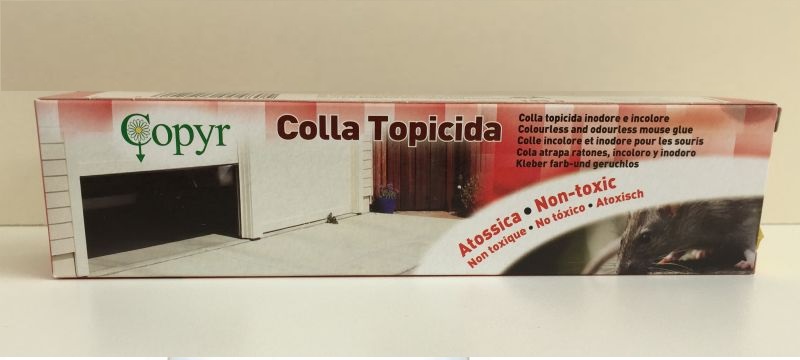 Copyr
Colla Topicida
Colla topicida inodore e incolore
Colourless and odourless mouse glue
Colle incolore et inodore pour les souris
Cola atrapa ratones, incoloro y inodoro
Kleber farb-und geruchlos
Atossica • Non-toxic
Non toxique • No tóxico • Atoxisch